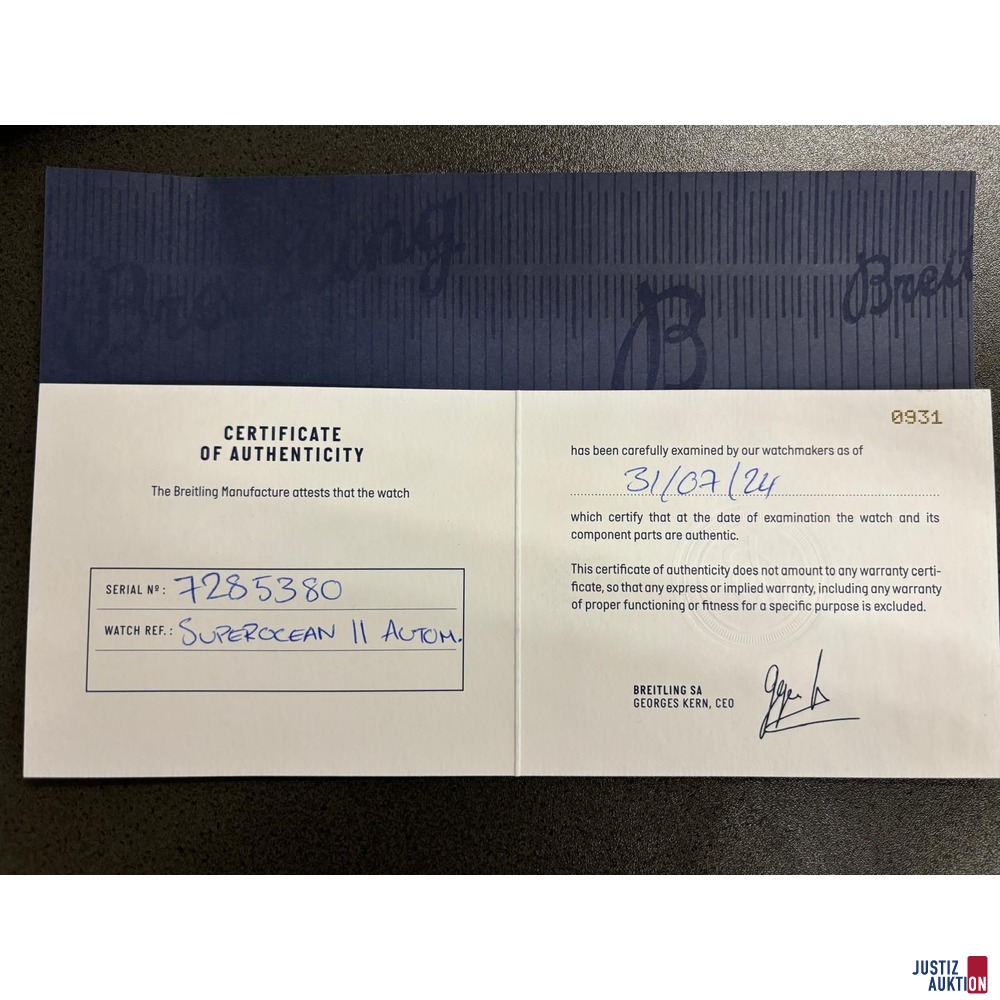 Breitling
B
Breit
0931
CERTIFICATE
OF AUTHENTICITY
The Breitling Manufacture attests that the watch
SERIAL Nº: 7285380
WATCH REF.: SUPEROCEAN II AUTOM.
has been carefully examined by our watchmakers as of
31/07/24
which certify that at the date of examination the watch and its
component parts are authentic.
This certificate of authenticity does not amount to any warranty certi-
ficate, so that any express or implied warranty, including any warranty
of proper functioning or fitness for a specific purpose is excluded.
BREITLING SA
GEORGES KERN, CEO
JUSTIZ
AUKTION